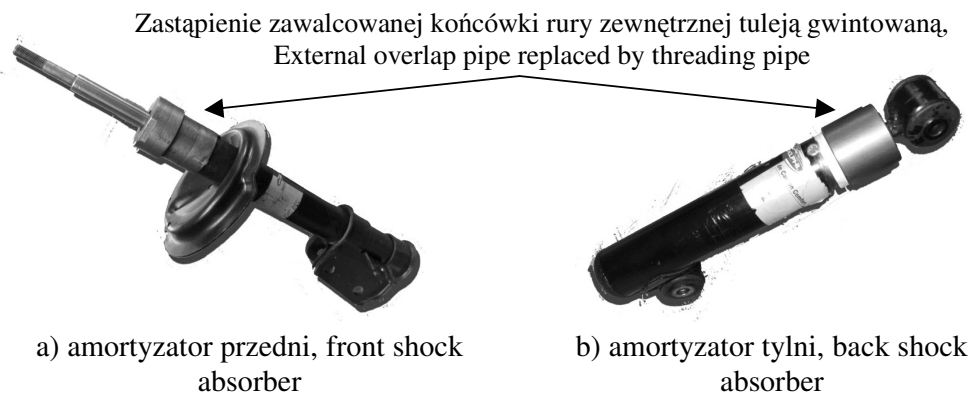 Zastąpienie zawalcowanej końcówki rury zewnętrznej tuleją gwintowaną,
External overlap pipe replaced by threading pipe
a) amortyzator przedni, front shock
absorber
b) amortyzator tylni, back shock
absorber